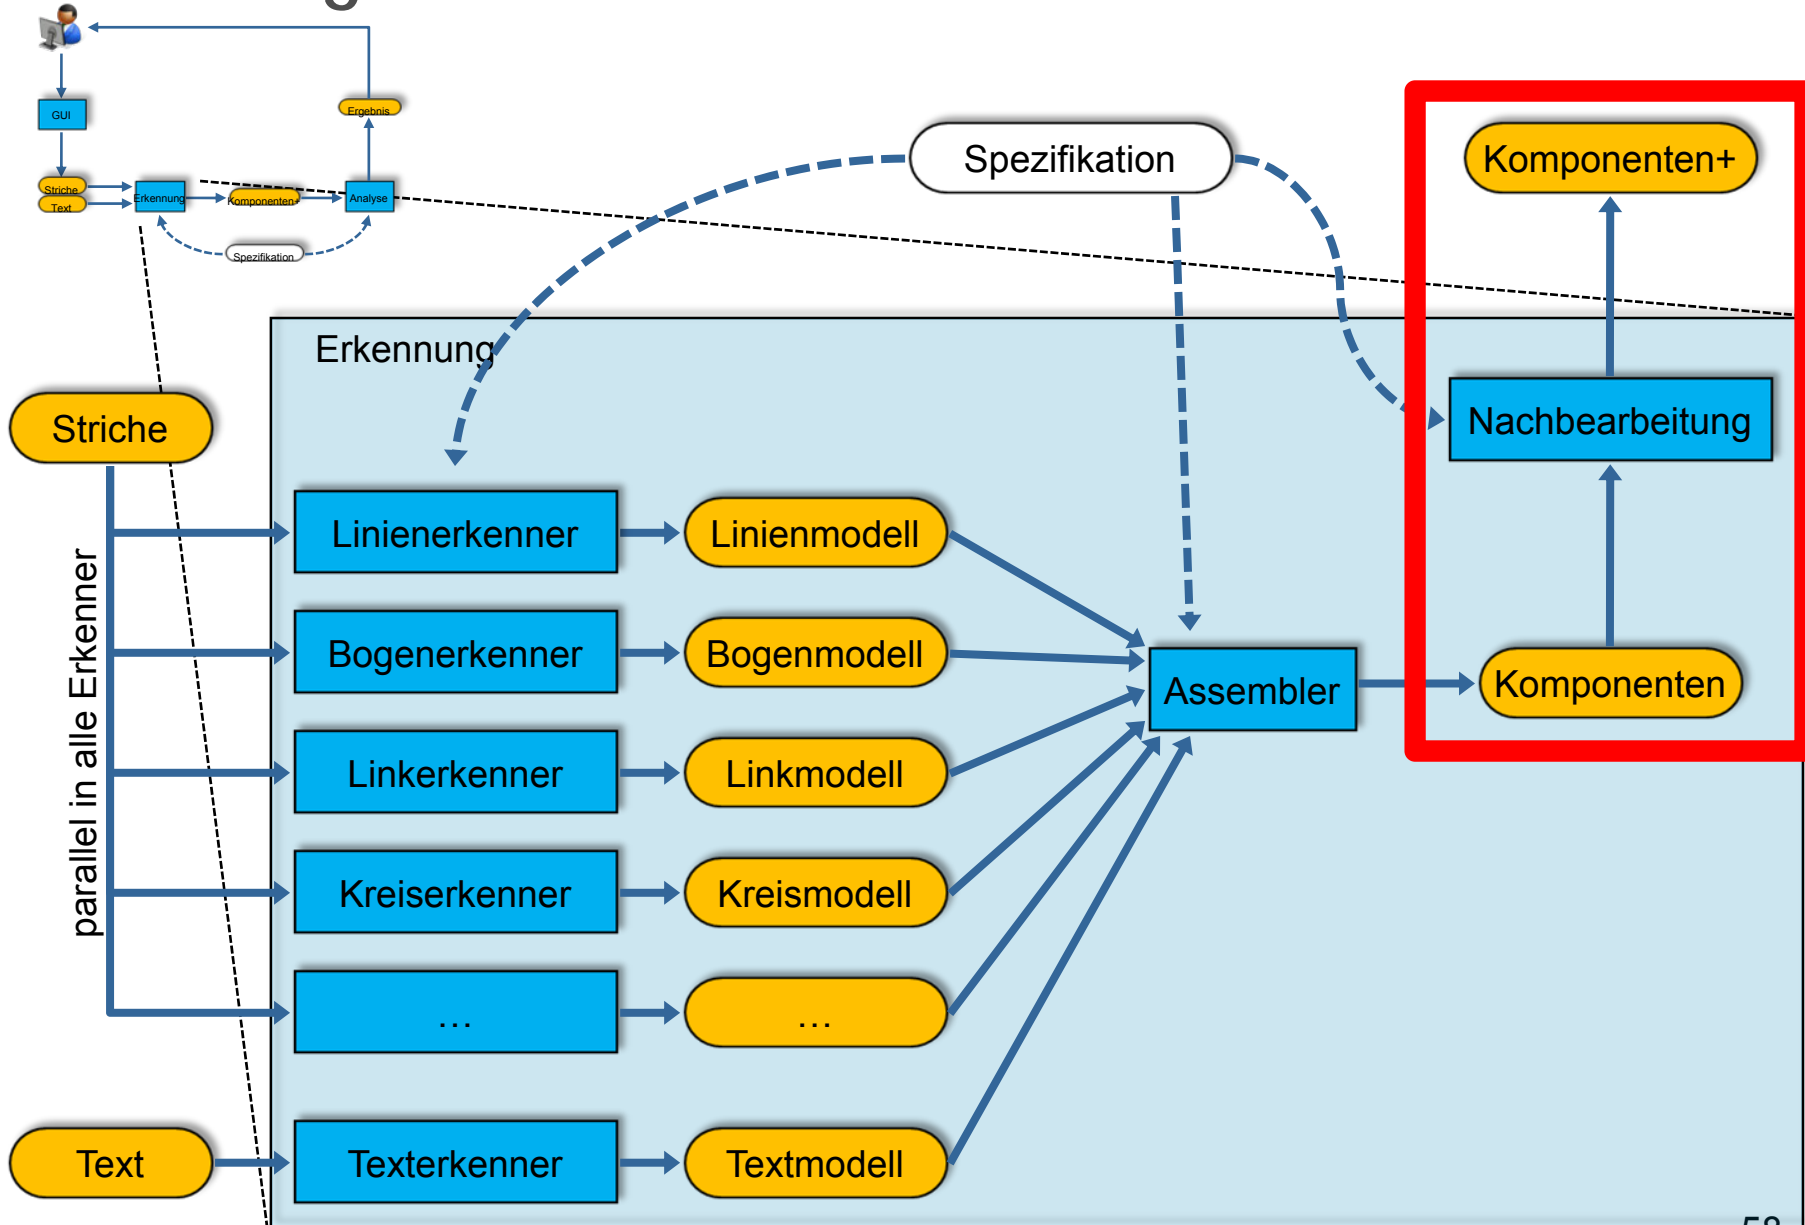 g
GUI
Ergebnis
Striche
Text
Erkennung
Komponenten+
Analyse
Spezifikation
Spezifikation
Komponenten+
Erkennung
Striche
Nachbearbeitung
parallel in alle Erkenner
Linienerkenner
Linienmodell
Bogenerkenner
Bogenmodell
Assembler
Komponenten
Linkerkenner
Linkmodell
Kreiserkenner
Kreismodell
…
…
Text
Texterkenner
Textmodell
58